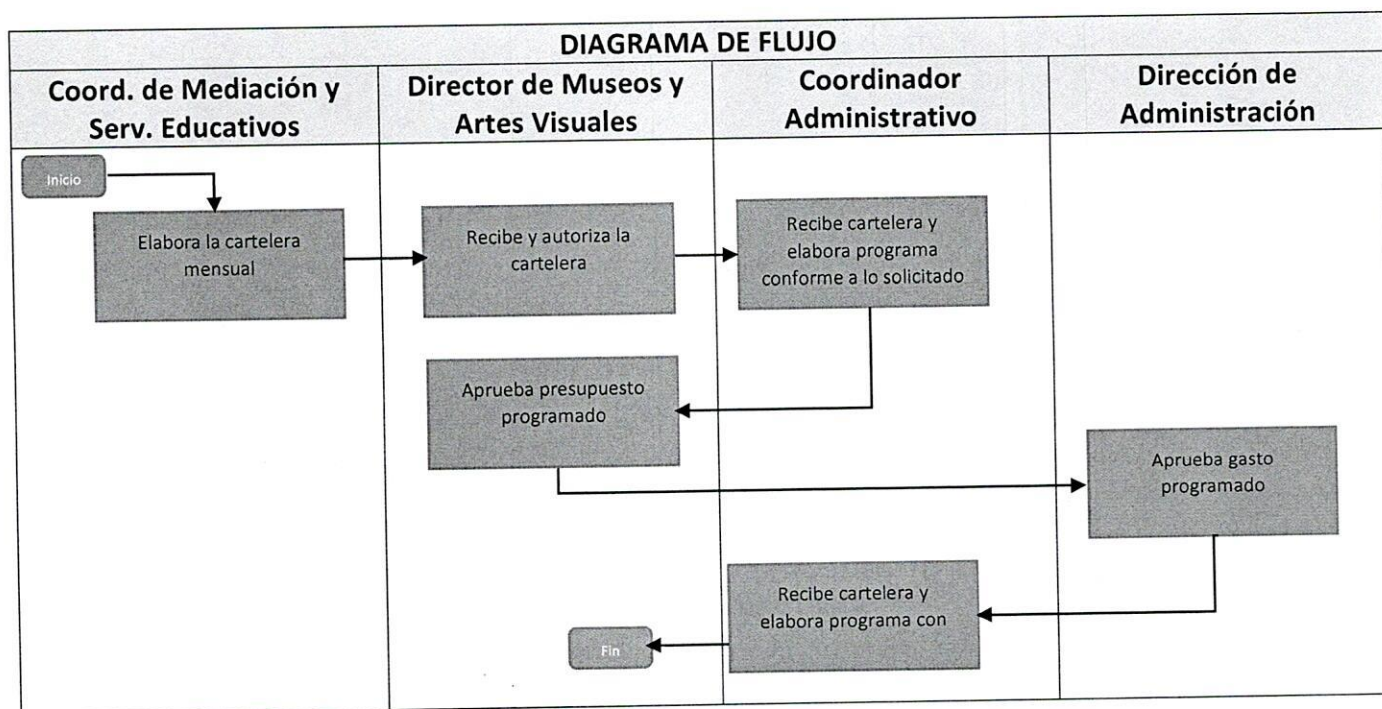 DIAGRAMA DE FLUJO
Coord. de Mediación y
Serv. Educativos
Director de Museos y
Artes Visuales
Coordinador
Administrativo
Dirección de
Administración
Inicio
Elabora la cartelera
mensual
Recibe y autoriza la
cartelera
Recibe cartelera y
elabora programa
conforme a lo solicitado
Aprueba presupuesto
programado
Aprueba gasto
programado
Recibe cartelera y
elabora programa con
Fin